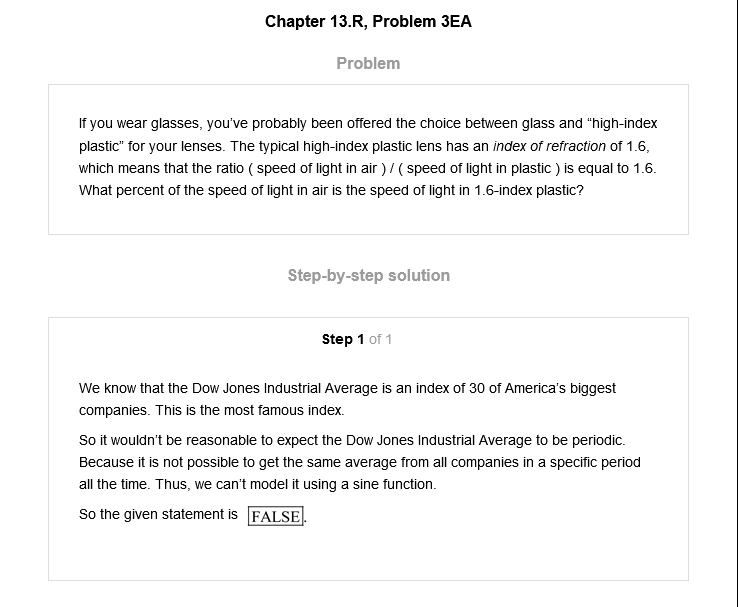 Chapter 13.R, Problem 3EA
Problem
If you wear glasses, you've probably been offered the choice between glass and “high-index
plastic” for your lenses. The typical high-index plastic lens has an index of refraction of 1.6,
which means that the ratio ( speed of light in air ) / ( speed of light in plastic ) is equal to 1.6.
What percent of the speed of light in air is the speed of light in 1.6-index plastic?
Step-by-step solution
Step 1 of 1
We know that the Dow Jones Industrial Average is an index of 30 of America's biggest
companies. This is the most famous index.
So it wouldn't be reasonable to expect the Dow Jones Industrial Average to be periodic.
Because it is not possible to get the same average from all companies in a specific period
all the time. Thus, we can't model it using a sine function.
So the given statement is FALSE.